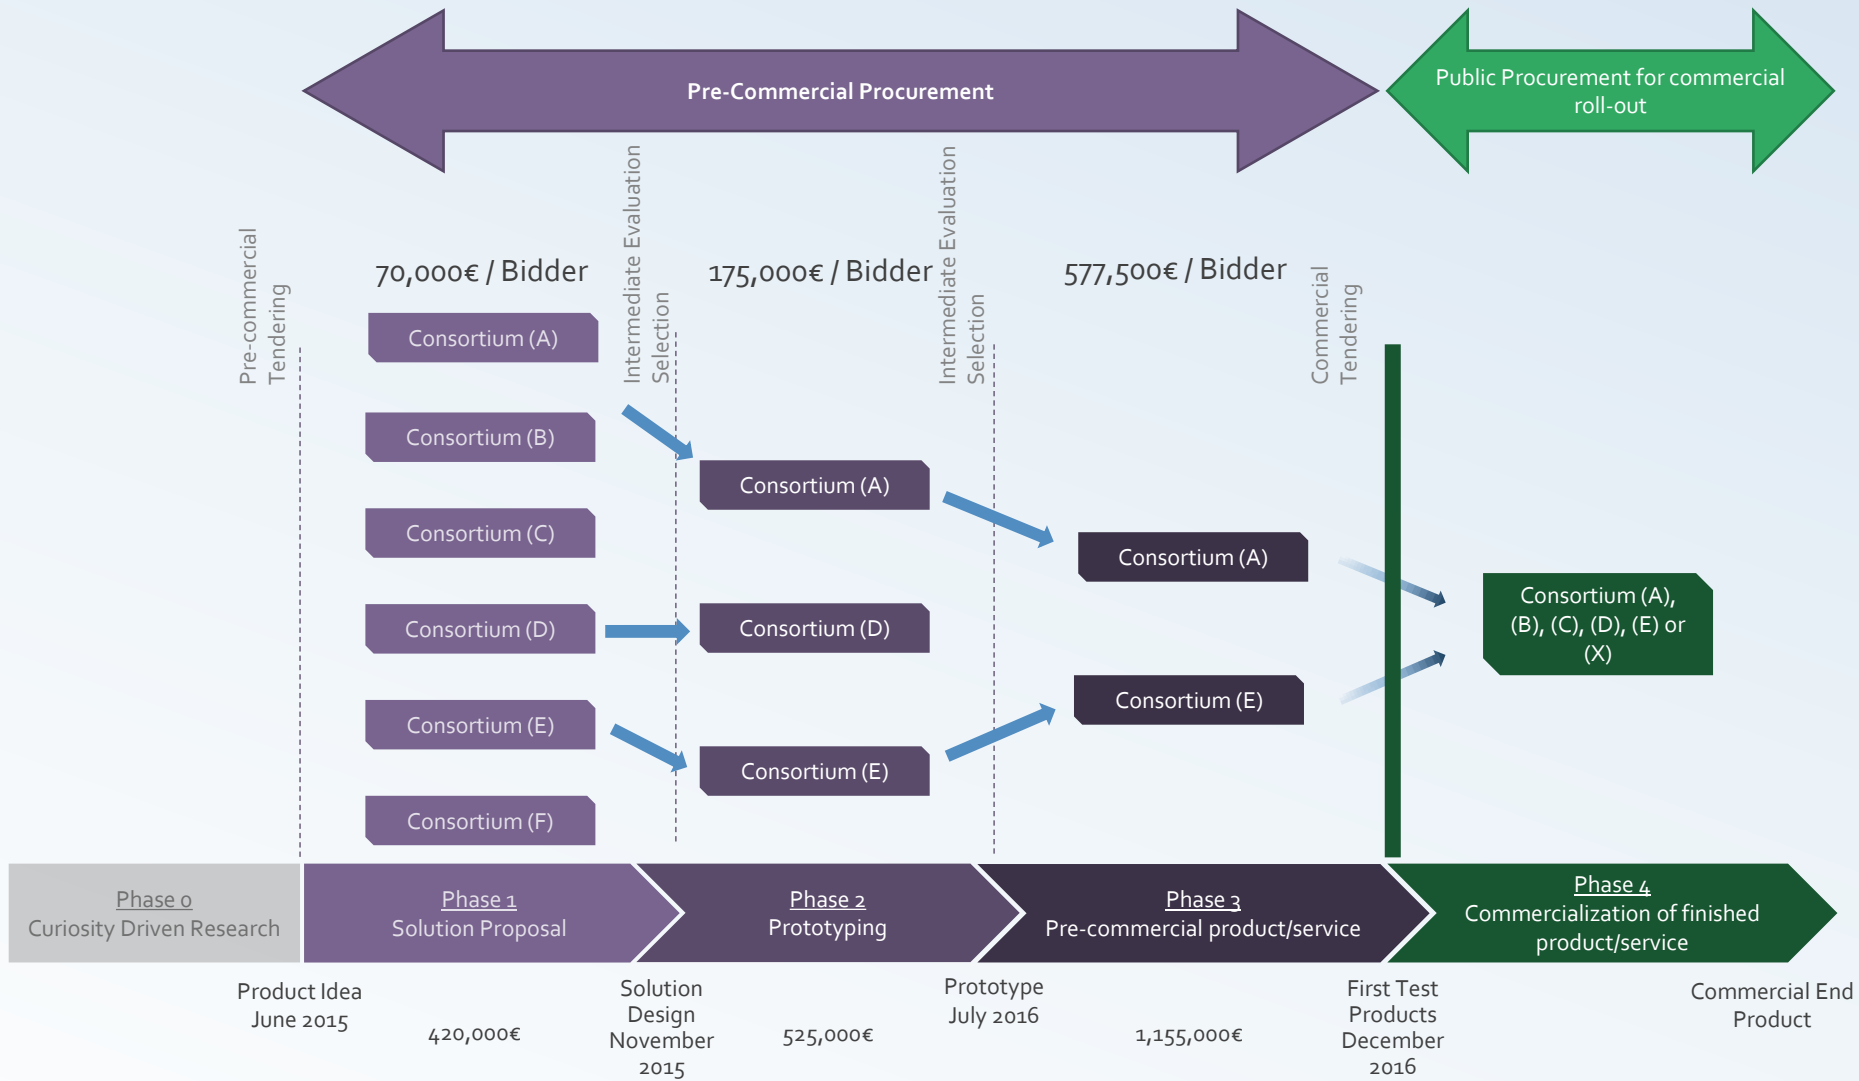 Pre-Commercial Procurement
Public Procurement for commercial
roll-out
Pre-commercial
Tendering
70,000€ / Bidder
Intermediate Evaluation
Selection
175,000€ / Bidder
Intermediate Evaluation
Selection
577,500€ / Bidder
Commercial
Tendering
Consortium (A)
Consortium (B)
Consortium (C)
Consortium (D)
Consortium (E)
Consortium (F)
Consortium (A)
Consortium (D)
Consortium (E)
Consortium (A)
Consortium (E)
Consortium (A),
(B), (C), (D), (E) or
(X)
Phase 0
Curiosity Driven Research
Phase 1
Solution Proposal
Phase 2
Prototyping
Phase 3
Pre-commercial product/service
Phase 4
Commercialization of finished
product/service
Product Idea
June 2015
420,000€
Solution
Design
November
2015
525,000€
Prototype
July 2016
1,155,000€
First Test
Products
December
2016
Commercial End
Product